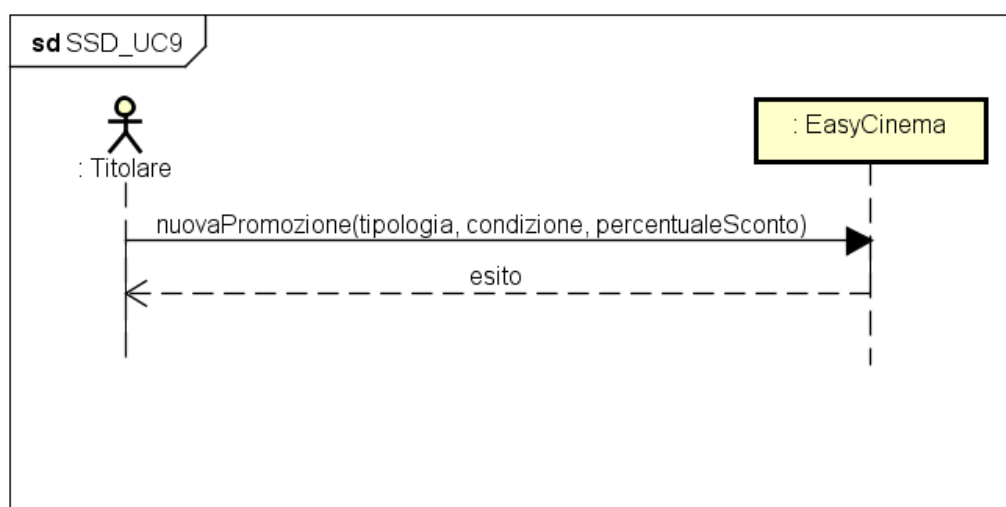 sd SSD_UC9
: Titolare
: EasyCinema
nuovaPromozione(tipologia, condizione, percentualeSconto)
esito